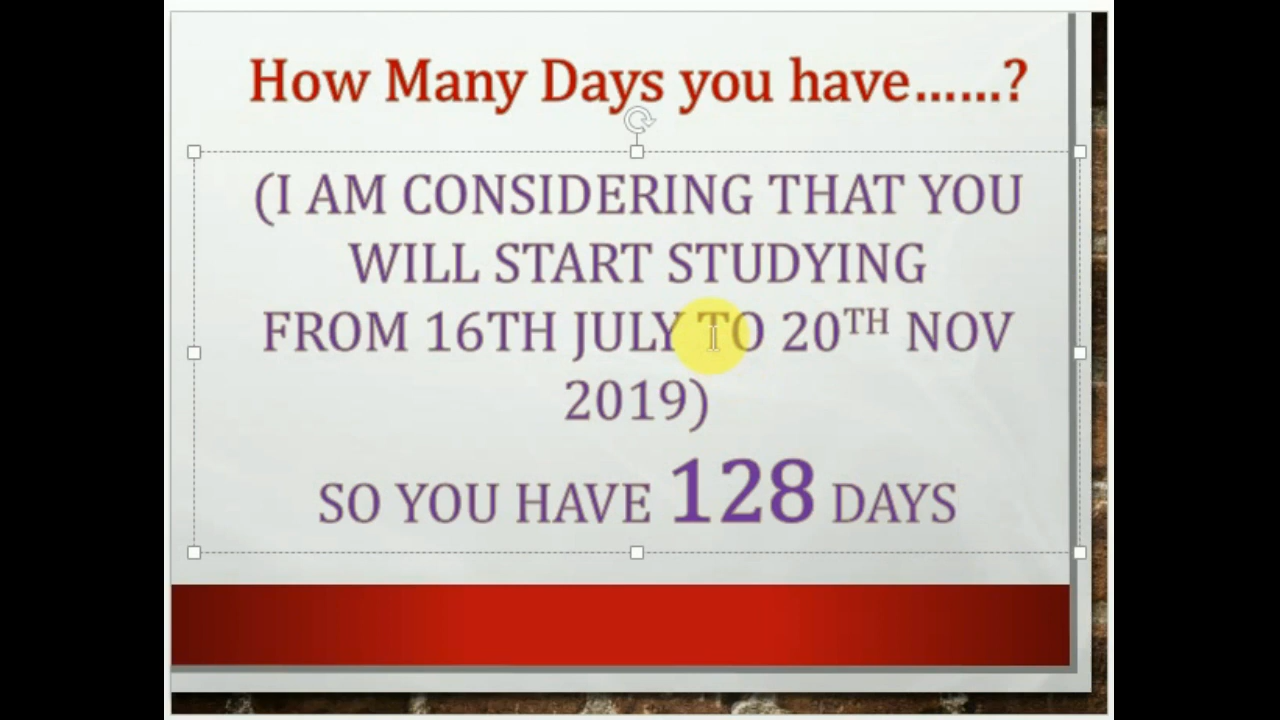 How Many Days you have......?
(I AM CONSIDERING THAT YOU
WILL START STUDYING
FROM 16TH JULY TO 20TH NOV
2019)
SO YOU HAVE 128 DAYS